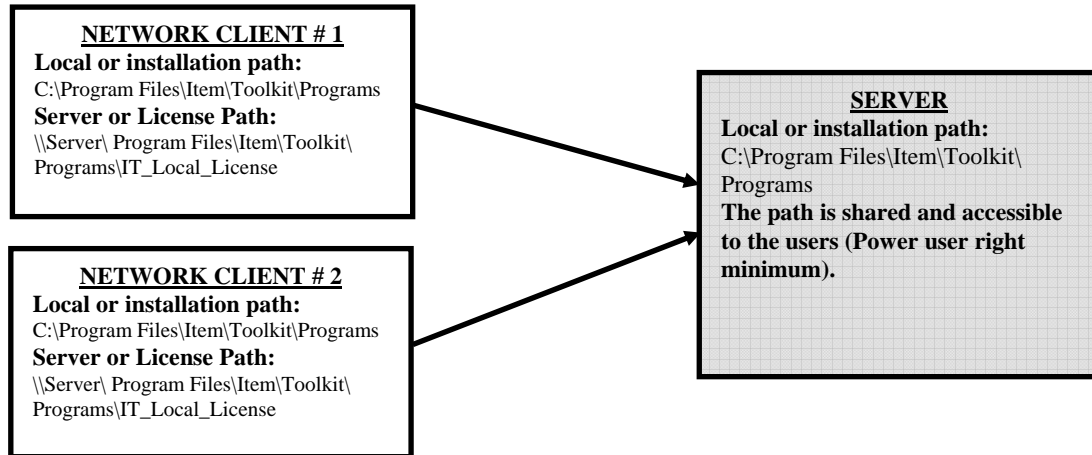 NETWORK CLIENT # 1
Local or installation path:
C:\Program Files\Item\Toolkit\Programs
Server or License Path:
\\Server\ Program Files\Item\Toolkit\
Programs\IT_Local_License
NETWORK CLIENT # 2
Local or installation path:
C:\Program Files\Item\Toolkit\Programs
Server or License Path:
\\Server\ Program Files\Item\Toolkit\
Programs\IT_Local_License
SERVER
Local or installation path:
C:\Program Files\Item\Toolkit\
Programs
The path is shared and accessible
to the users (Power user right
minimum).